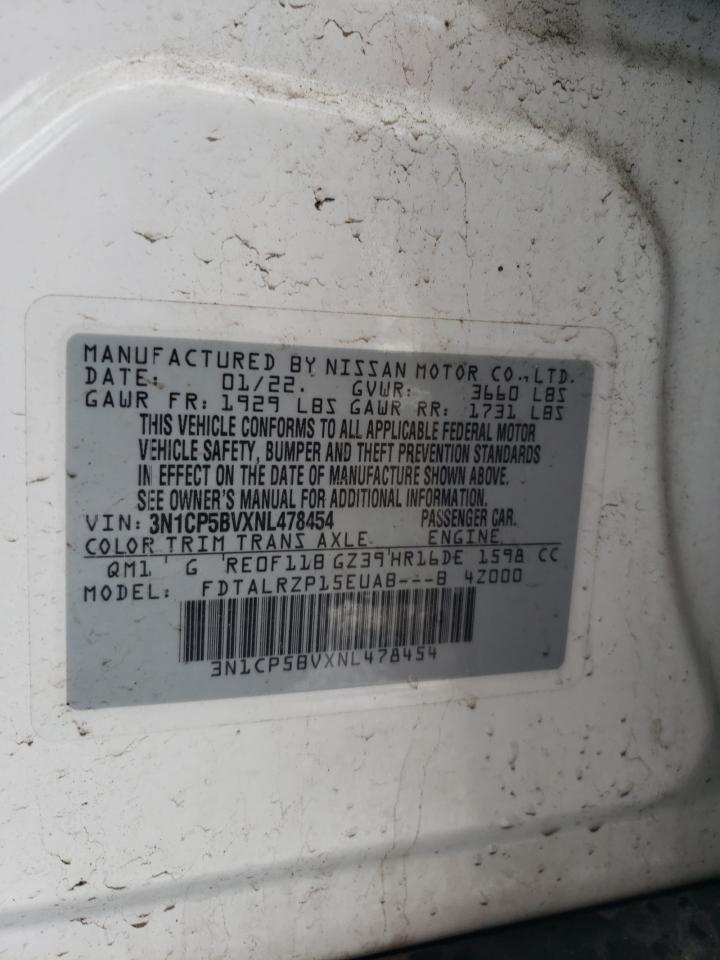 MANUFACTURED BY NISSAN MOTOR CO., LTD.
DATE: 01/22. GVWR: 3660 LBS
GAWR FR: 1929 LBS GAWR RR: 1731 LBS
THIS VEHICLE CONFORMS TO ALL APPLICABLE FEDERAL MOTOR
VEHICLE SAFETY, BUMPER AND THEFT PREVENTION STANDARDS
IN EFFECT ON THE DATE OF MANUFACTURE SHOWN ABOVE.
SEE OWNER'S MANUAL FOR ADDITIONAL INFORMATION.
VIN: 3N1CP5BVXNL478454 PASSENGER CAR.
COLOR TRIM TRANS AXLE ENGINE
QM1 G RE0F11B GZ39 HR16DE 1598 CC
MODEL: FDTALRZP15EUAB---B 4Z000
3N1CP5BVXNL478454